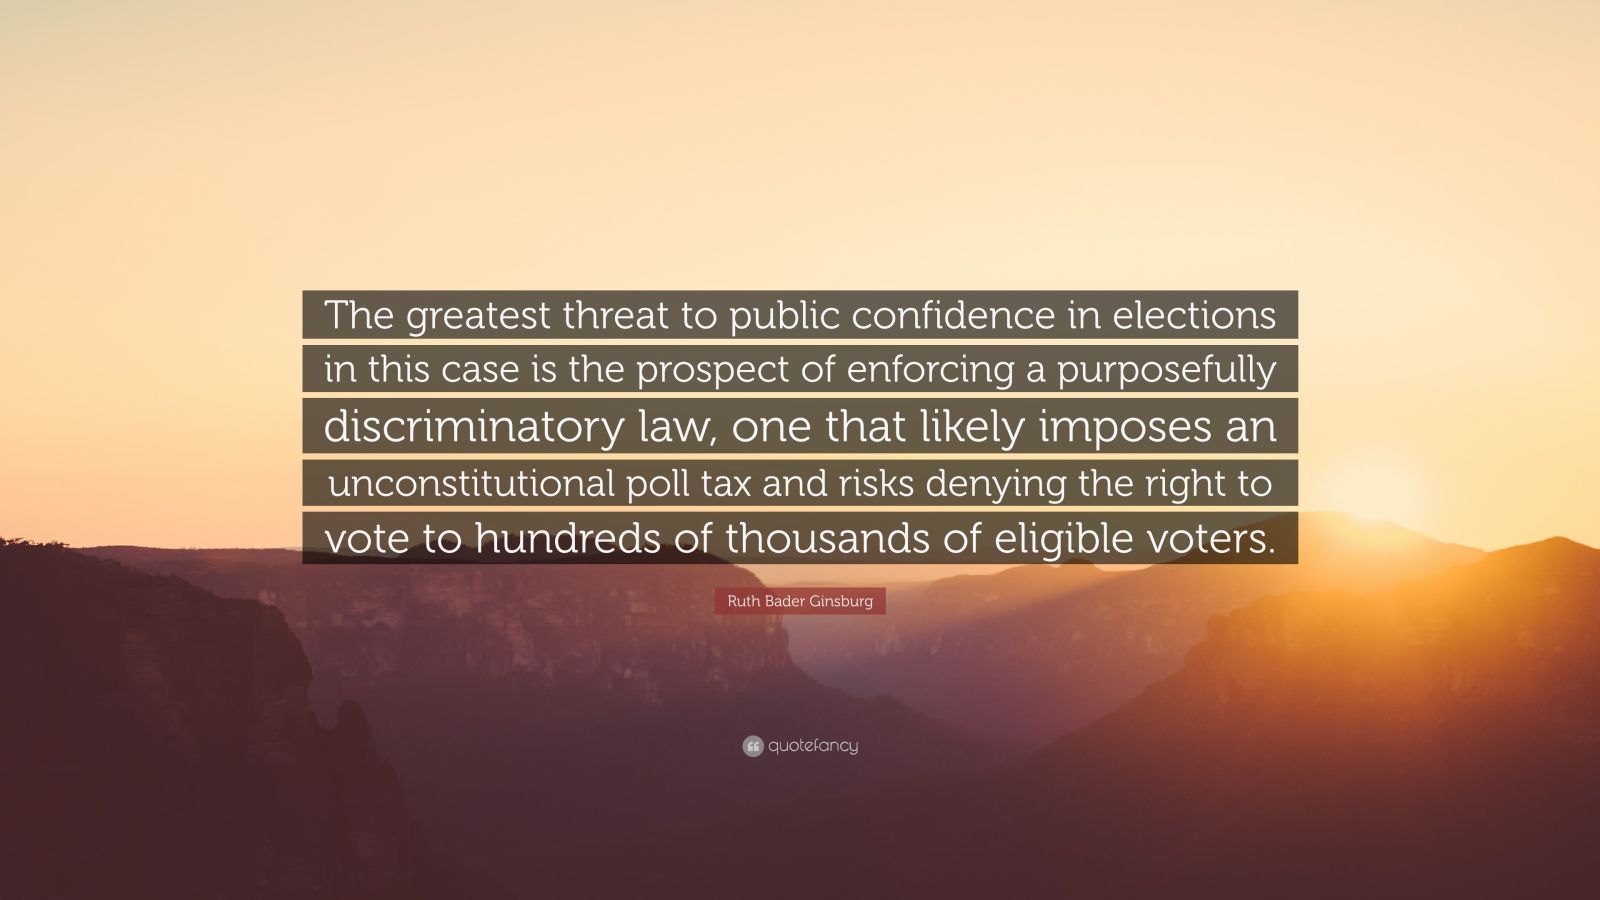 The greatest threat to public confidence in elections
in this case is the prospect of enforcing a purposefully
discriminatory law, one that likely imposes an
unconstitutional poll tax and risks denying the right to
vote to hundreds of thousands of eligible voters.
Ruth Bader Ginsburg
quotefancy